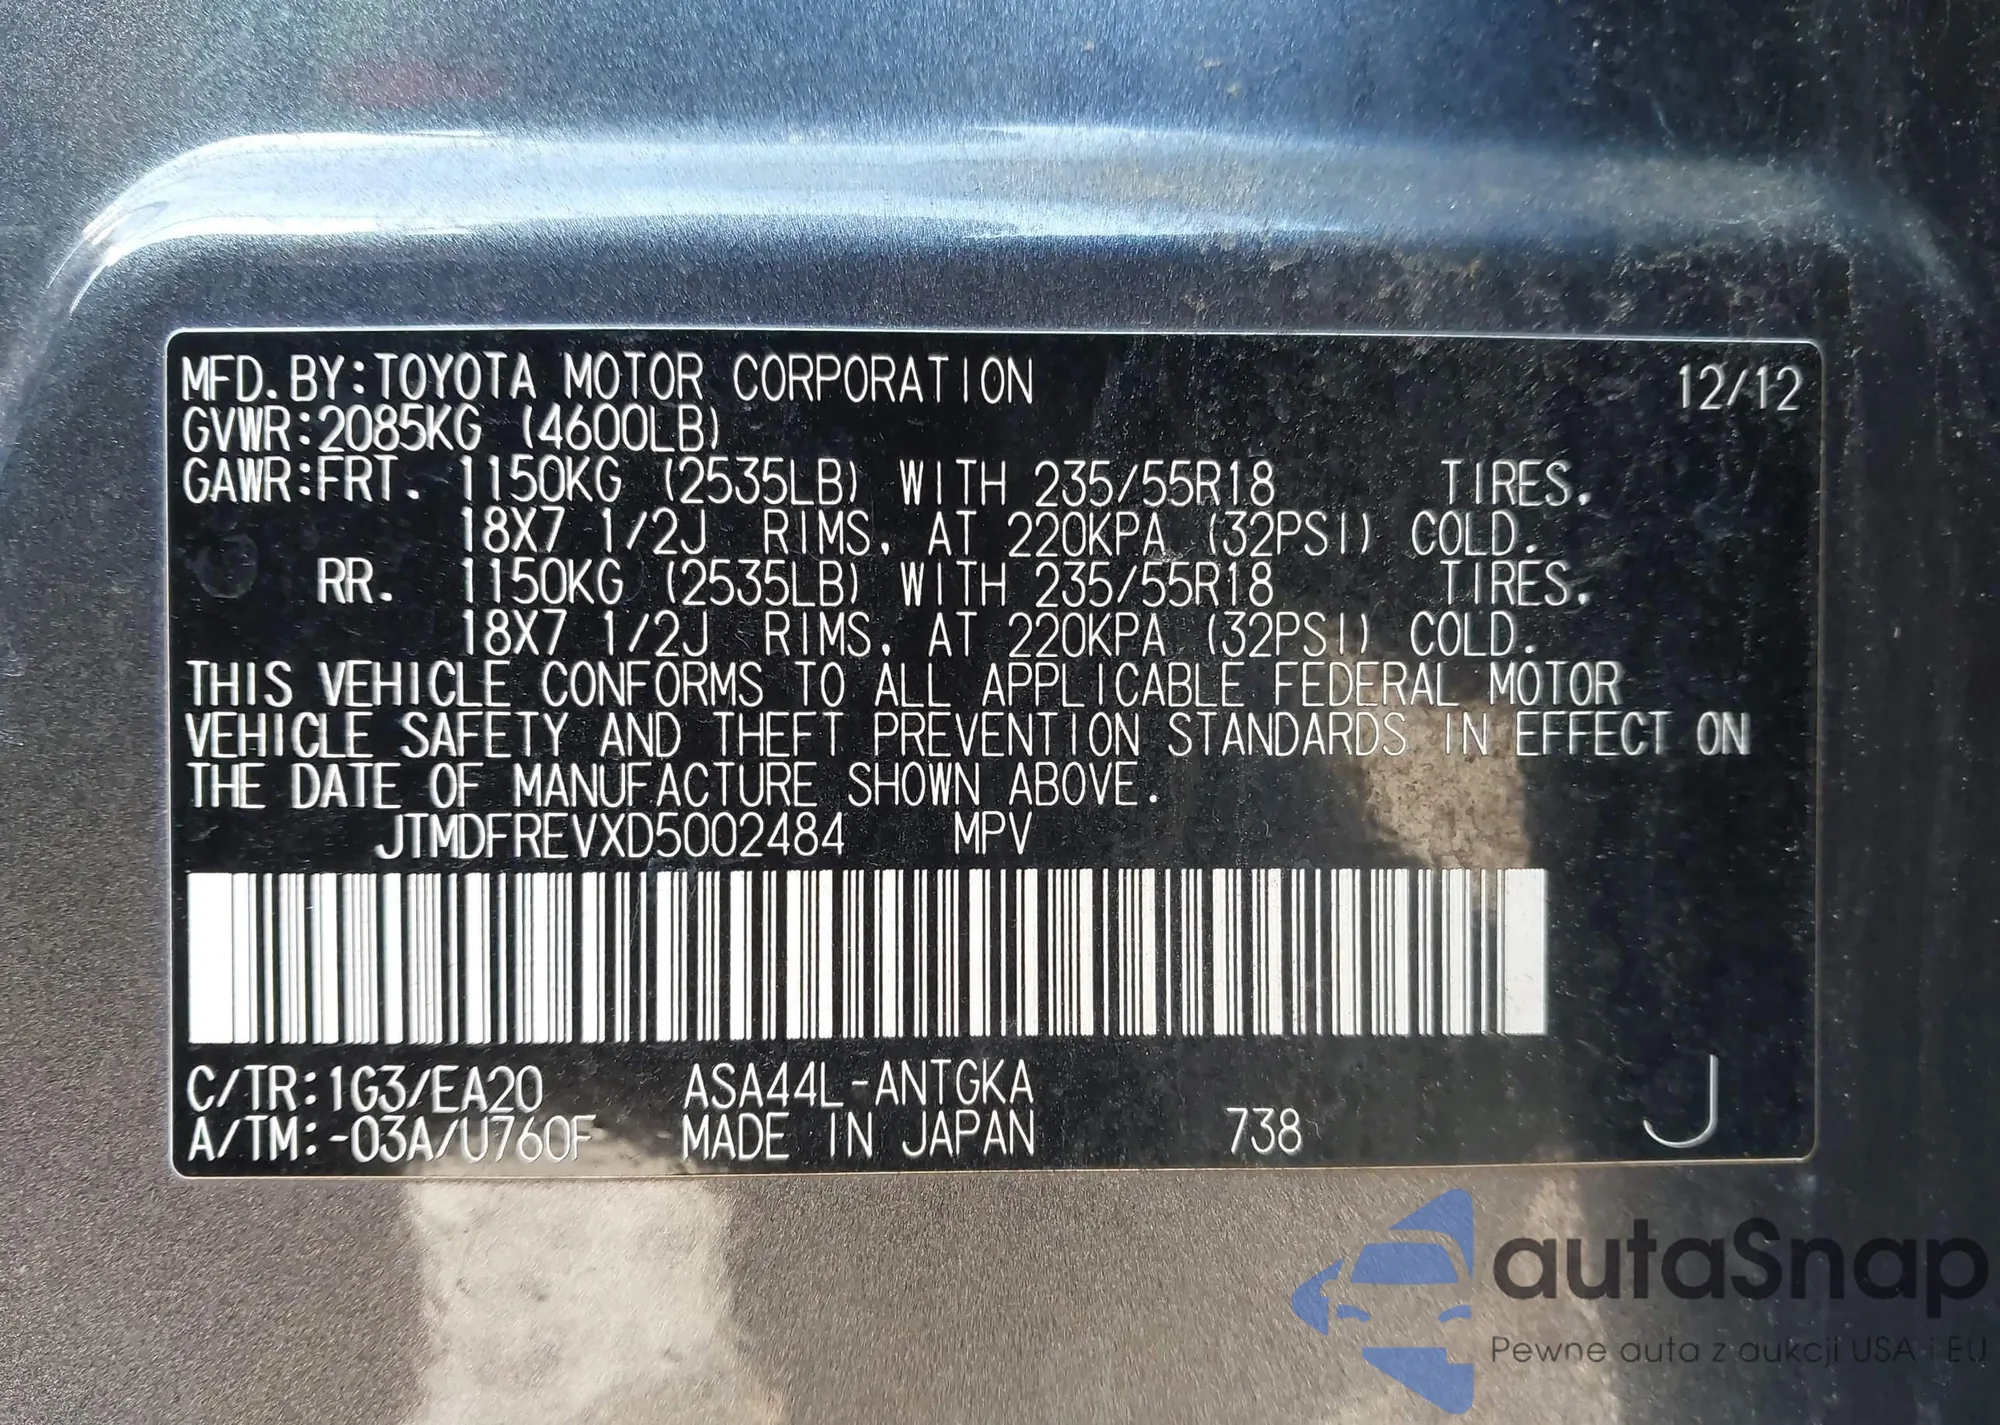 MFD.BY:TOYOTA MOTOR CORPORATION 12/12
GVWR:2085KG (4600LB)
GAWR:FRT. 1150KG (2535LB) WITH 235/55R18 TIRES.
18X7 1/2J RIMS, AT 220KPA (32PSI) COLD.
RR. 1150KG (2535LB) WITH 235/55R18 TIRES.
18X7 1/2J RIMS, AT 220KPA (32PSI) COLD.
THIS VEHICLE CONFORMS TO ALL APPLICABLE FEDERAL MOTOR
VEHICLE SAFETY AND THEFT PREVENTION STANDARDS IN EFFECT ON
THE DATE OF MANUFACTURE SHOWN ABOVE.
JTMDFREVXD5002484 MPV
C/TR:1G3/EA20 ASA44L-ANTGKA
A/TM:-03A/U760F MADE IN JAPAN 738 J
autaSnap
Pewne auta z aukcji USA i EU